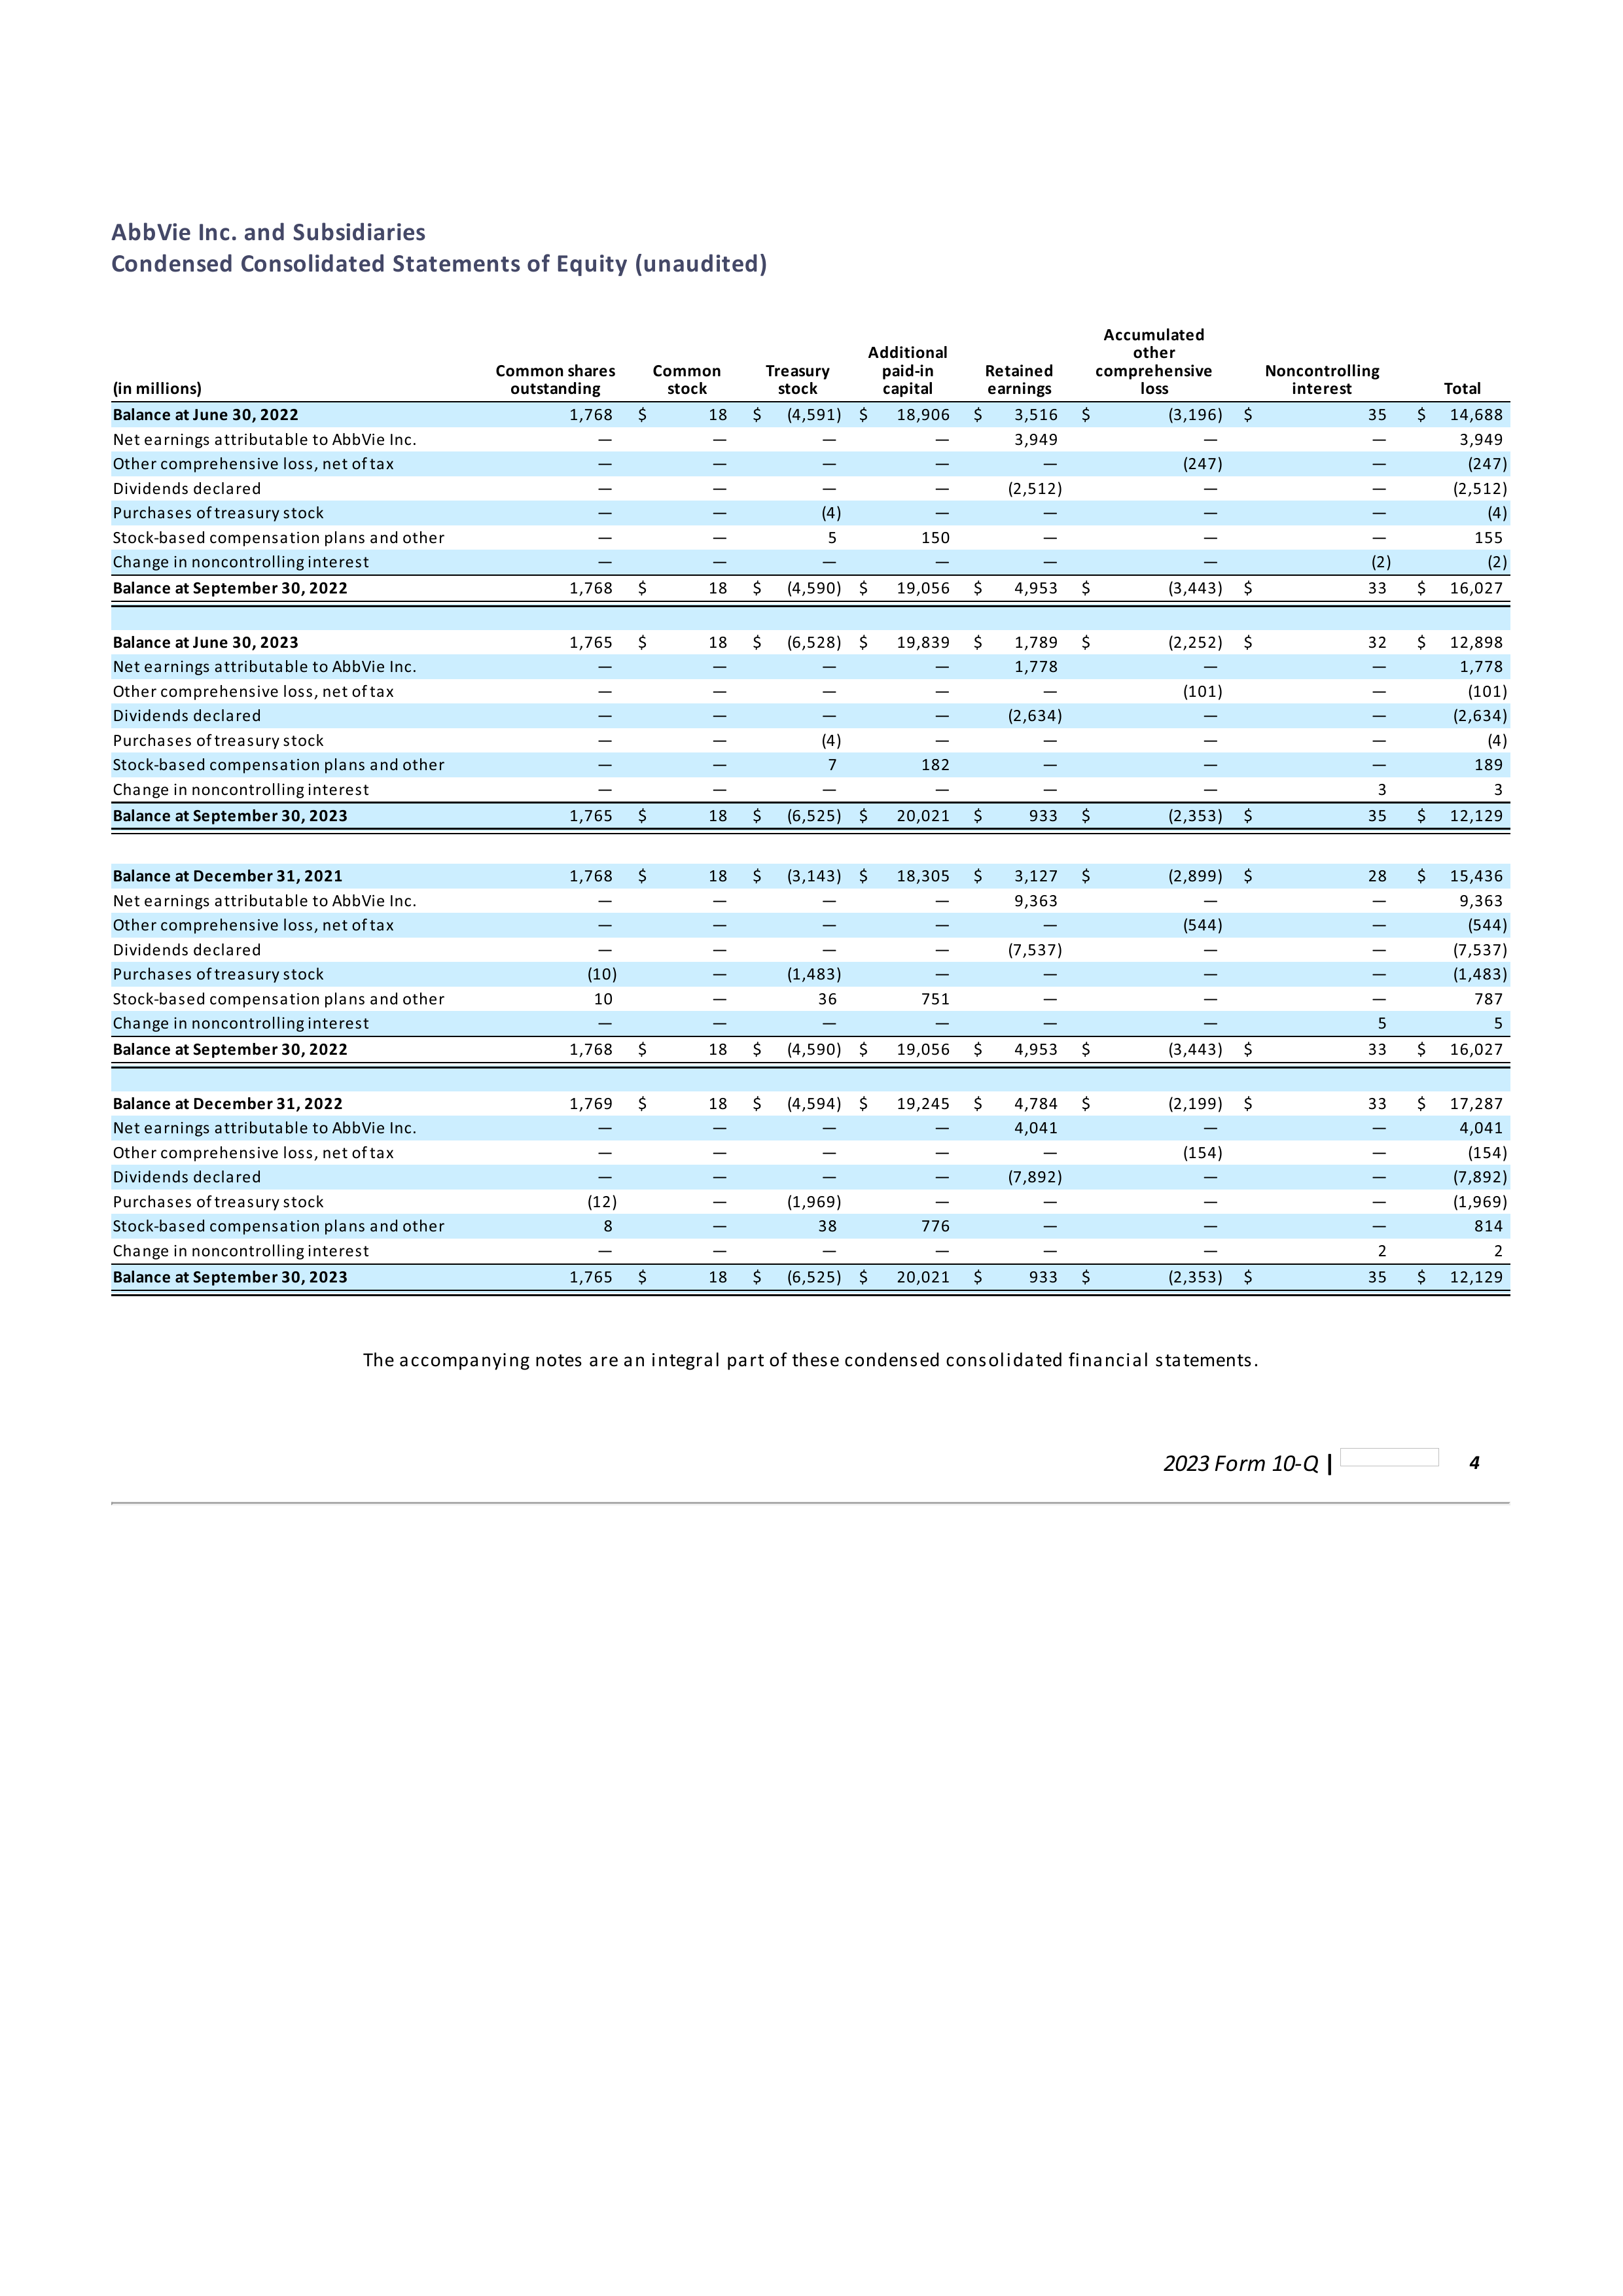 AbbVie Inc. and Subsidiaries
Condensed Consolidated Statements of Equity (unaudited)
(in millions) Common shares outstanding Common stock Treasury stock Additional paid-in capital Retained earnings Accumulated other comprehensive loss Noncontrolling interest Total
Balance at June 30, 2022 1,768 $ 18 $ (4,591) $ 18,906 $ 3,516 $ (3,196) $ 35 $ 14,688
Net earnings attributable to AbbVie Inc. — — — — 3,949 — — 3,949
Other comprehensive loss, net of tax — — — — — (247) — (247)
Dividends declared — — — — (2,512) — — (2,512)
Purchases of treasury stock — — (4) — — — — (4)
Stock-based compensation plans and other — — 5 150 — — — 155
Change in noncontrolling interest — — — — — — (2) (2)
Balance at September 30, 2022 1,768 $ 18 $ (4,590) $ 19,056 $ 4,953 $ (3,443) $ 33 $ 16,027
Balance at June 30, 2023 1,765 $ 18 $ (6,528) $ 19,839 $ 1,789 $ (2,252) $ 32 $ 12,898
Net earnings attributable to AbbVie Inc. — — — — 1,778 — — 1,778
Other comprehensive loss, net of tax — — — — — (101) — (101)
Dividends declared — — — — (2,634) — — (2,634)
Purchases of treasury stock — — (4) — — — — (4)
Stock-based compensation plans and other — — 7 182 — — — 189
Change in noncontrolling interest — — — — — — 3 3
Balance at September 30, 2023 1,765 $ 18 $ (6,525) $ 20,021 $ 933 $ (2,353) $ 35 $ 12,129
Balance at December 31, 2021 1,768 $ 18 $ (3,143) $ 18,305 $ 3,127 $ (2,899) $ 28 $ 15,436
Net earnings attributable to AbbVie Inc. — — — — 9,363 — — 9,363
Other comprehensive loss, net of tax — — — — — (544) — (544)
Dividends declared — — — — (7,537) — — (7,537)
Purchases of treasury stock (10) — (1,483) — — — — (1,483)
Stock-based compensation plans and other 10 — 36 751 — — — 787
Change in noncontrolling interest — — — — — — 5 5
Balance at September 30, 2022 1,768 $ 18 $ (4,590) $ 19,056 $ 4,953 $ (3,443) $ 33 $ 16,027
Balance at December 31, 2022 1,769 $ 18 $ (4,594) $ 19,245 $ 4,784 $ (2,199) $ 33 $ 17,287
Net earnings attributable to AbbVie Inc. — — — — 4,041 — — 4,041
Other comprehensive loss, net of tax — — — — — (154) — (154)
Dividends declared — — — — (7,892) — — (7,892)
Purchases of treasury stock (12) — (1,969) — — — — (1,969)
Stock-based compensation plans and other 8 — 38 776 — — — 814
Change in noncontrolling interest — — — — — — 2 2
Balance at September 30, 2023 1,765 $ 18 $ (6,525) $ 20,021 $ 933 $ (2,353) $ 35 $ 12,129
The accompanying notes are an integral part of these condensed consolidated financial statements.
2023 Form 10-Q | 4